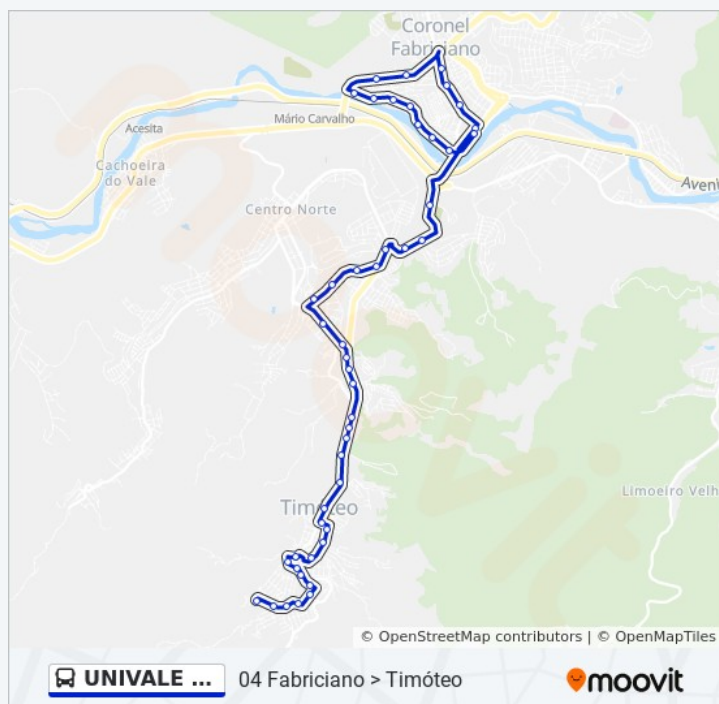 Coronel
Fabriciano
Mário Carvalho
Acesita
Cachoeira
do Vale
Aveni
Centro Norte
Limoeiro Velh
Timóteo
© OpenStreetMap contributors | © OpenMapTiles
UNIVALE ...
04 Fabriciano > Timóteo
moovit